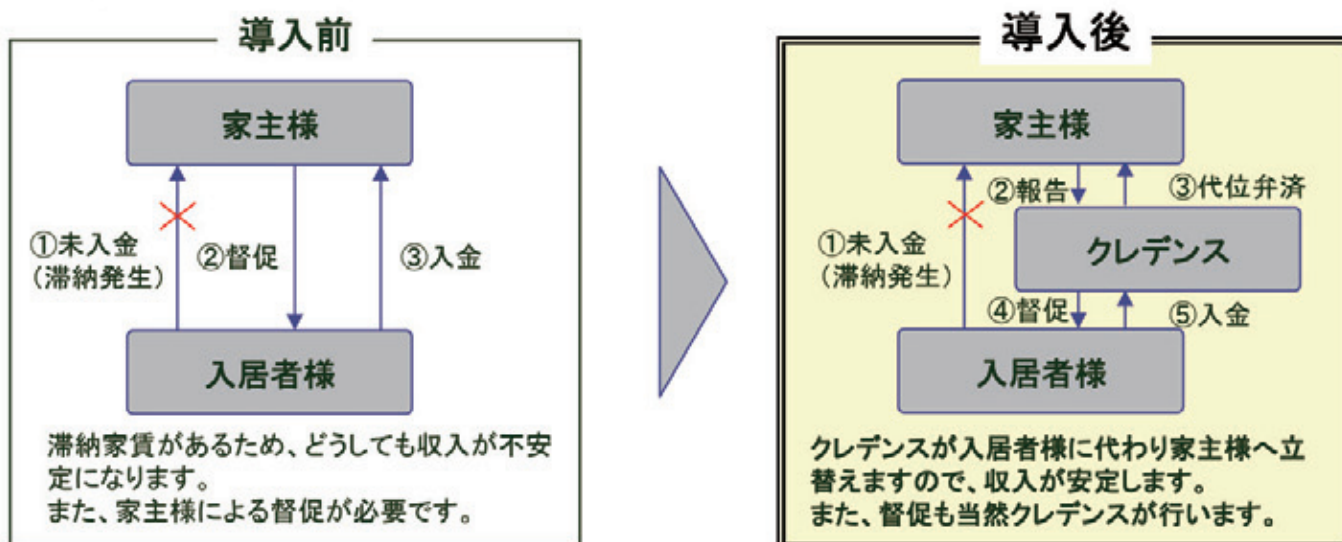 導入前
家主様
①未入金
(滞納発生)
②督促
③入金
入居者様
滞納家賃があるため、どうしても収入が不安
定になります。
また、家主様による督促が必要です。
導入後
家主様
②報告
③代位弁済
①未入金
(滞納発生)
クレデンス
④督促
⑤入金
入居者様
クレデンスが入居者様に代わり家主様へ立
替えますので、収入が安定します。
また、督促も当然クレデンスが行います。